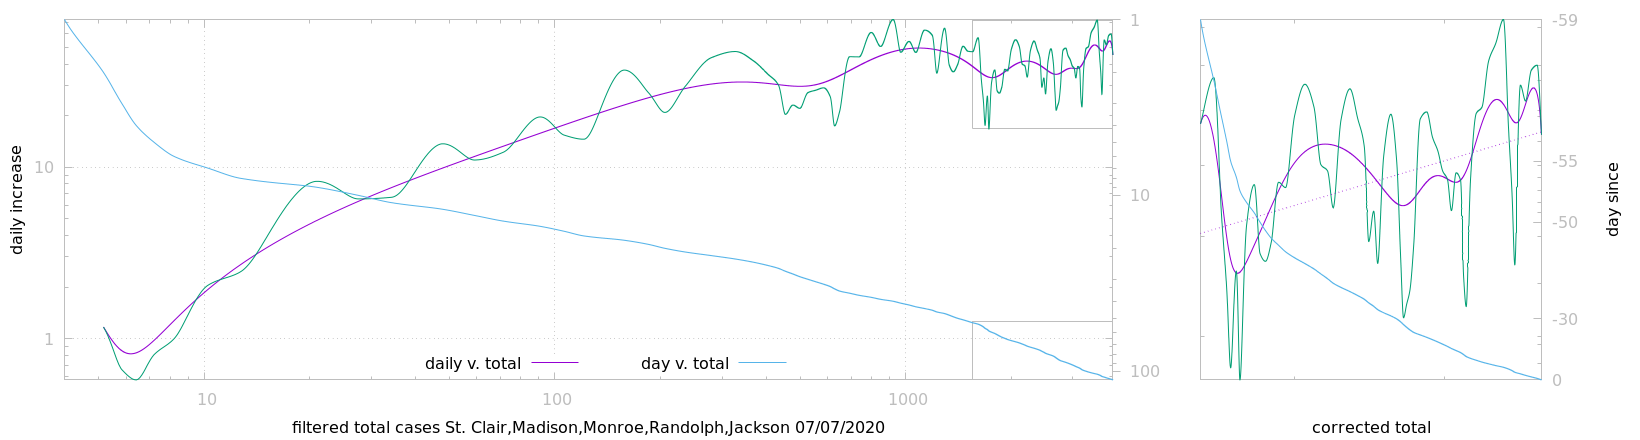 daily increase
10
1
daily v. total
day v. total
10
100
1000
1
10
100
filtered total cases St. Clair,Madison,Monroe,Randolph,Jackson 07/07/2020
-59
-55
-50
-30
0
day since
corrected total